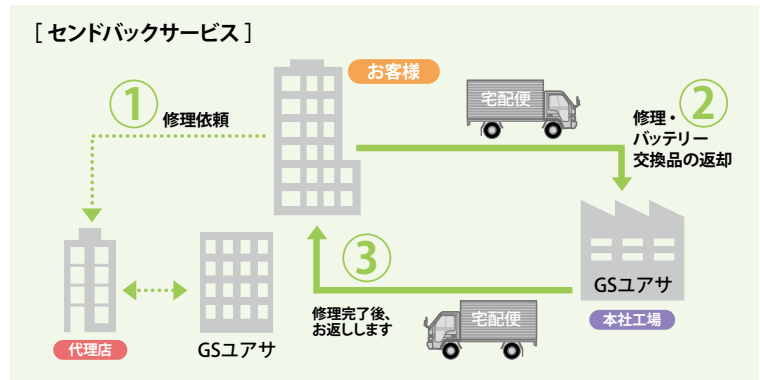 [ センドバックサービス ]
お客様
宅配便
①
修理依頼
②
修理・
バッテリー
交換品の返却
③
修理完了後、
お返しします
宅配便
代理店
GSユアサ
GSユアサ
本社工場